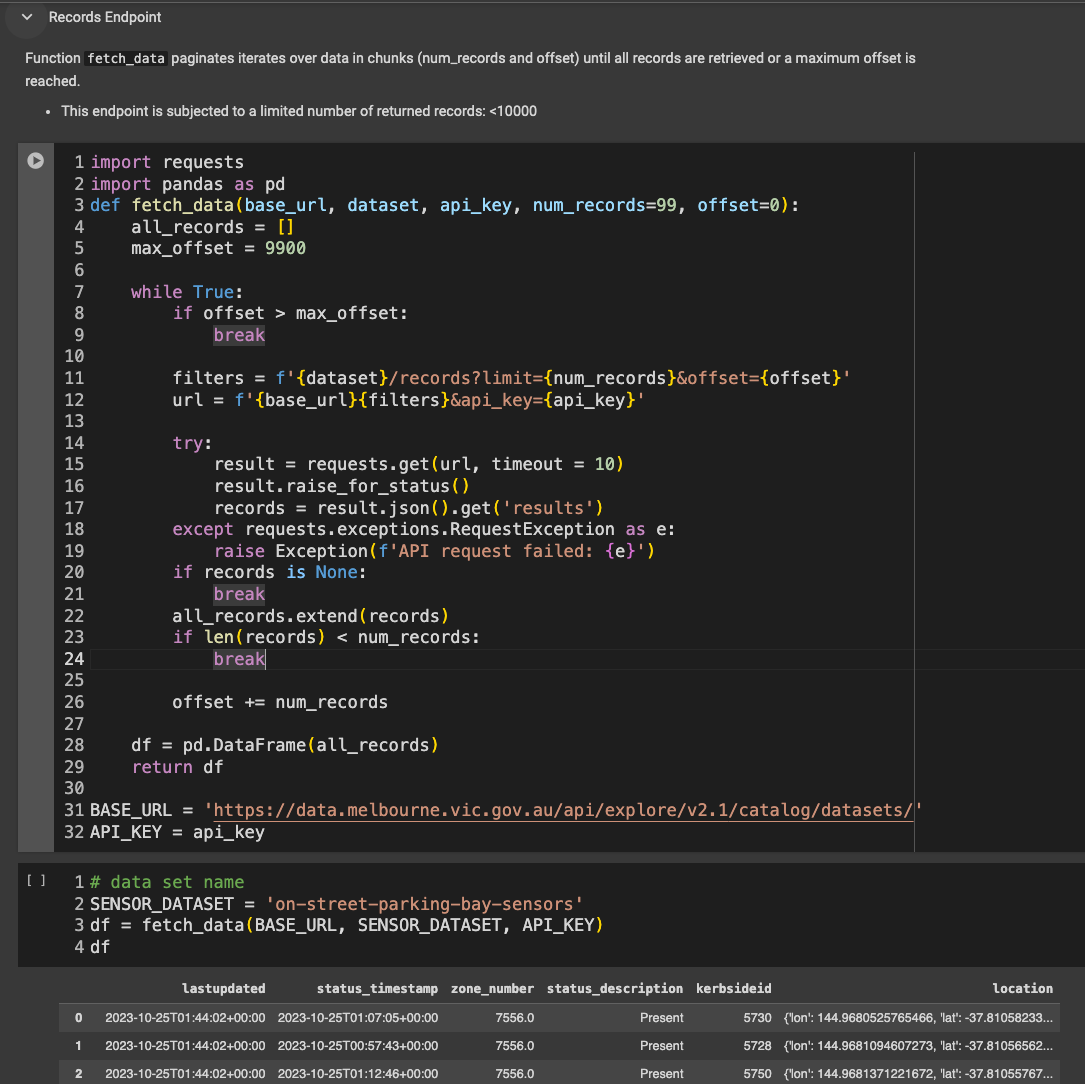 Records Endpoint
Function fetch_data paginates iterates over data in chunks (num_records and offset) until all records are retrieved or a maximum offset is
reached.
• This endpoint is subjected to a limited number of returned records: <10000
1 import requests
2 import pandas as pd
3 def fetch_data(base_url, dataset, api_key, num_records=99, offset=0):
4     all_records = []
5     max_offset = 9900
6
7     while True:
8         if offset > max_offset:
9             break
10
11         filters = f'{dataset}/records?limit={num_records}&offset={offset}'
12         url = f'{base_url}{filters}&api_key={api_key}'
13
14         try:
15             result = requests.get(url, timeout = 10)
16             result.raise_for_status()
17             records = result.json().get('results')
18         except requests.exceptions.RequestException as e:
19             raise Exception(f'API request failed: {e}')
20         if records is None:
21             break
22         all_records.extend(records)
23         if len(records) < num_records:
24             break
25
26         offset += num_records
27
28     df = pd.DataFrame(all_records)
29     return df
30
31 BASE_URL = 'https://data.melbourne.vic.gov.au/api/explore/v2.1/catalog/datasets/'
32 API_KEY = api_key
[ ] 1 # data set name
2 SENSOR_DATASET = 'on-street-parking-bay-sensors'
3 df = fetch_data(BASE_URL, SENSOR_DATASET, API_KEY)
4 df
lastupdated status_timestamp zone_number status_description kerbsideid location
0 2023-10-25T01:44:02+00:00 2023-10-25T01:07:05+00:00 7556.0 Present 5730 {'lon': 144.9680525765466, 'lat': -37.81058233...
1 2023-10-25T01:44:02+00:00 2023-10-25T00:57:43+00:00 7556.0 Present 5728 {'lon': 144.9681094607273, 'lat': -37.81056562...
2 2023-10-25T01:44:02+00:00 2023-10-25T01:12:46+00:00 7556.0 Present 5750 {'lon': 144.9681371221672, 'lat': -37.81055767...